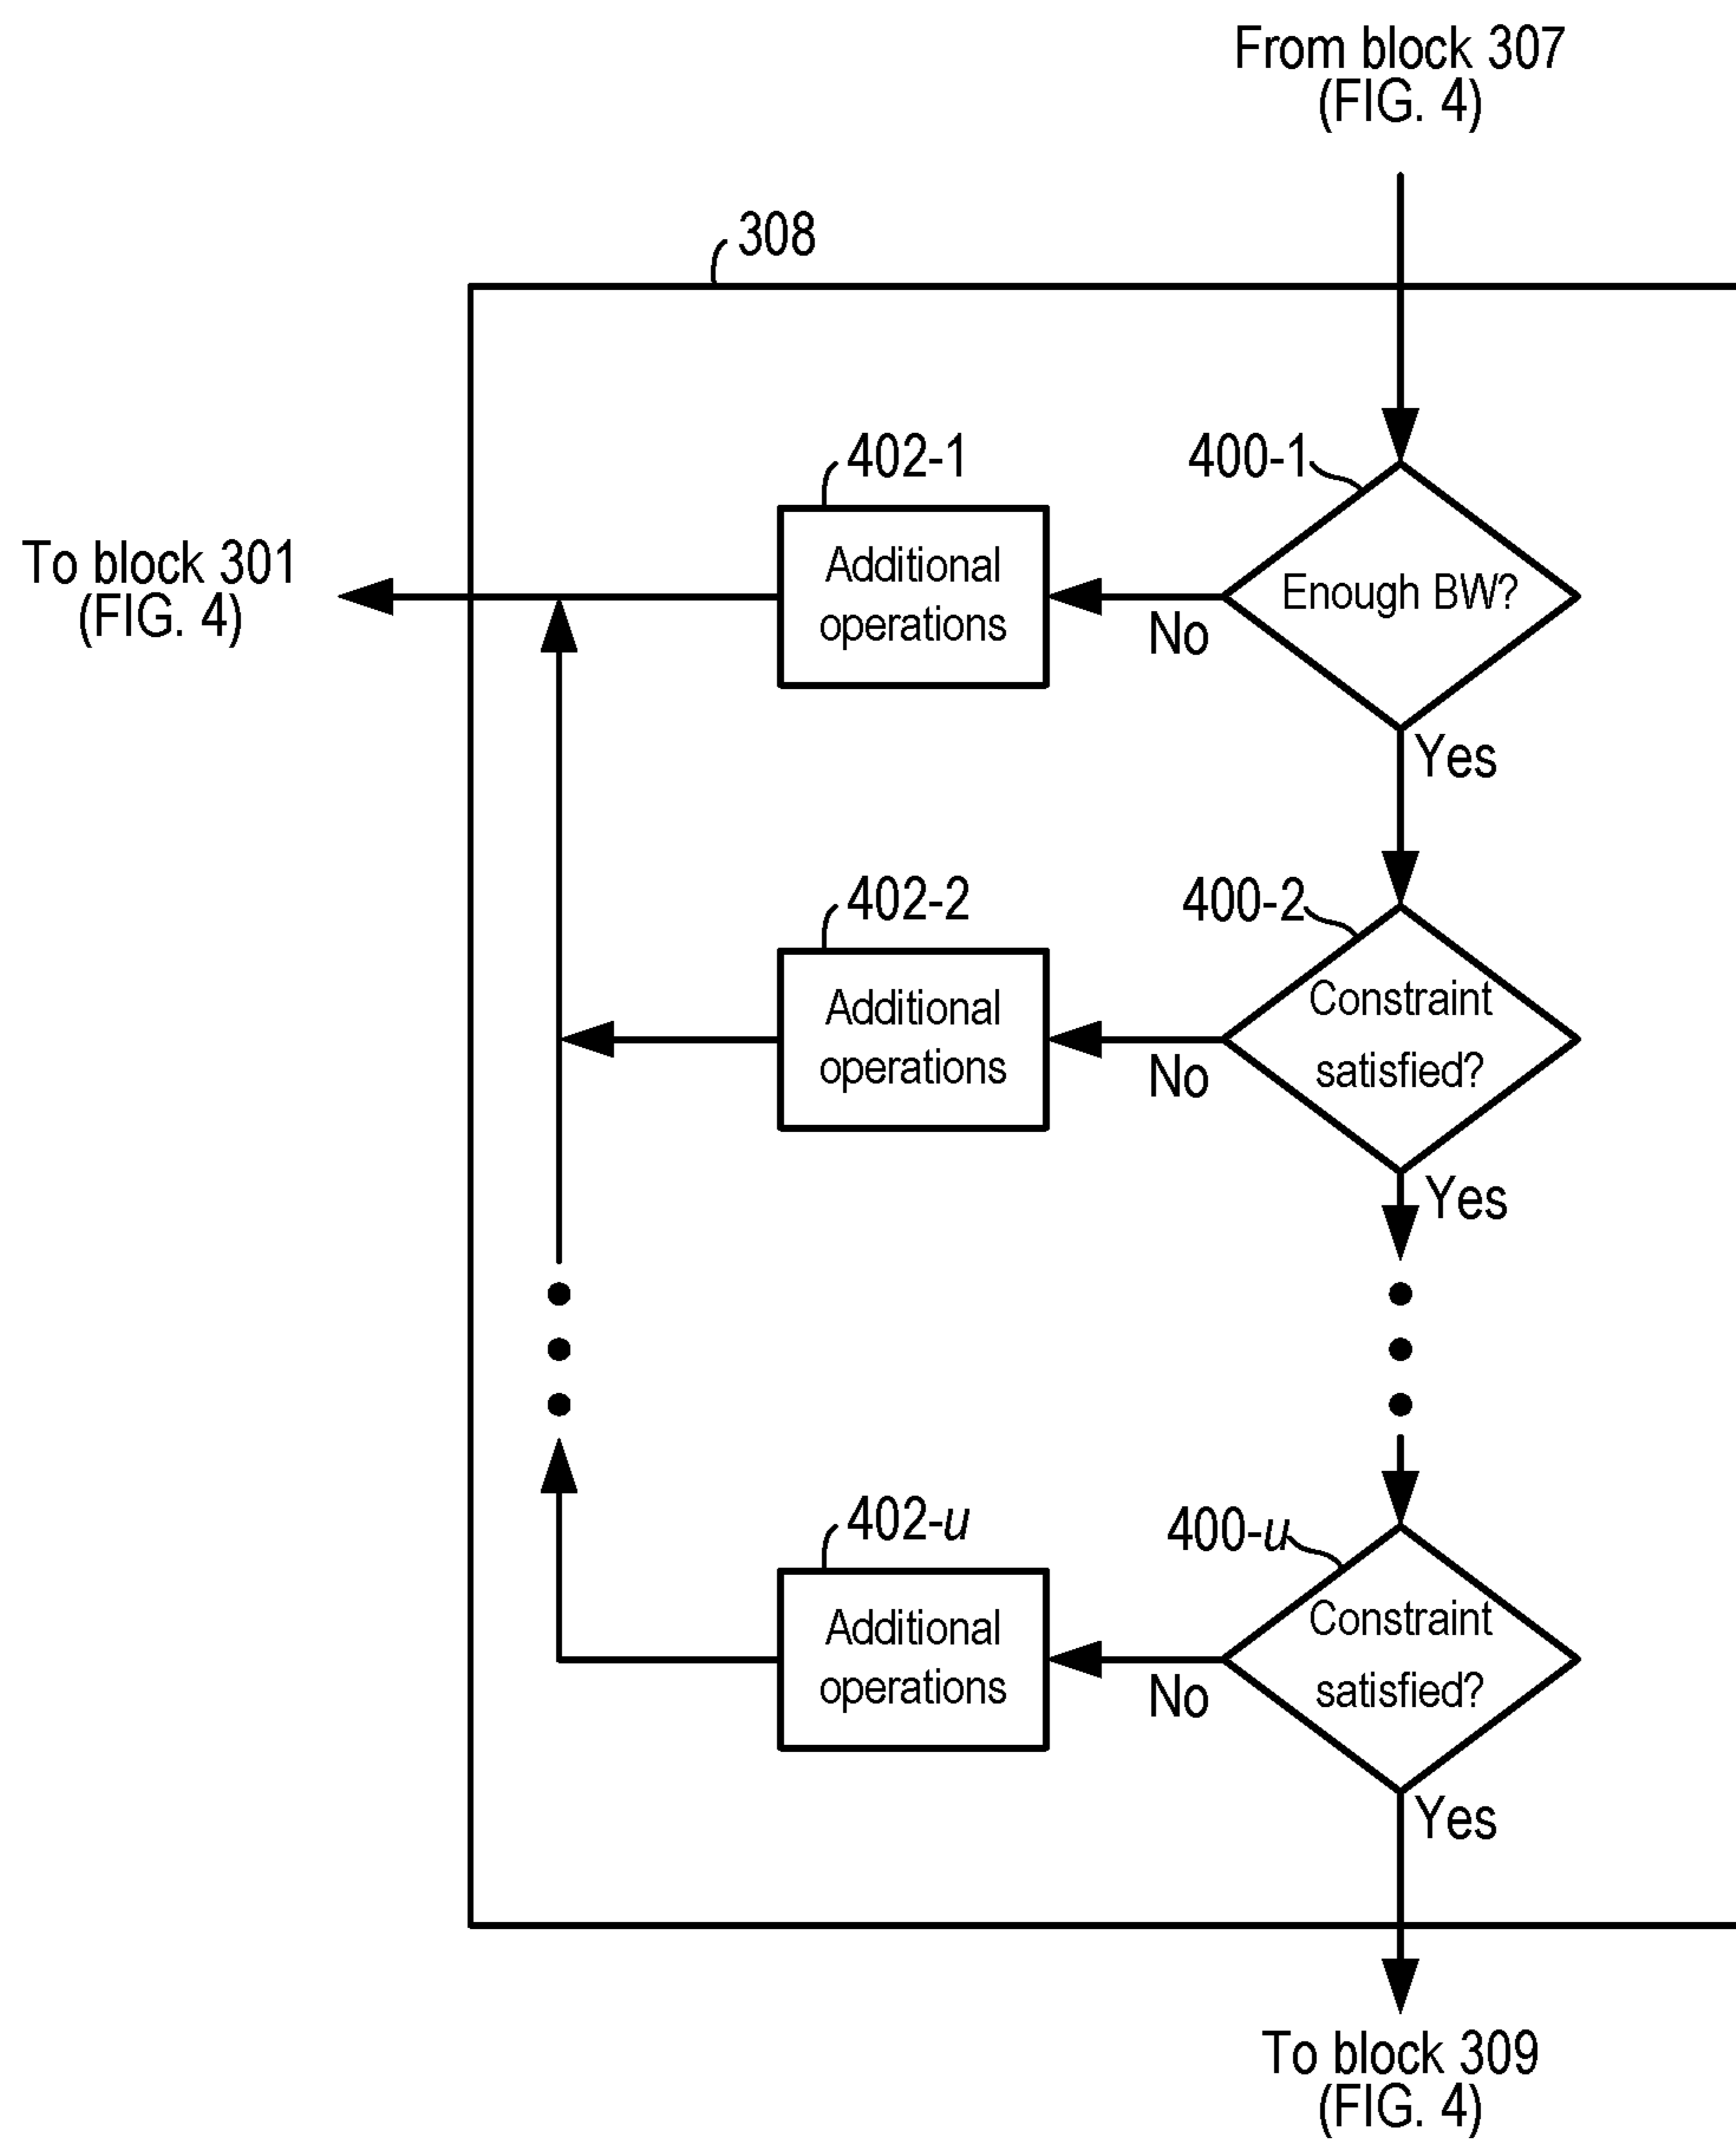 From block 307
(FIG. 4)
308
402-1
400-1
To block 301
(FIG. 4)
Additional
operations
Enough BW?
No
Yes
402-2
400-2
Additional
operations
Constraint
satisfied?
No
Yes
402-u
400-u
Additional
operations
Constraint
satisfied?
No
Yes
To block 309
(FIG. 4)